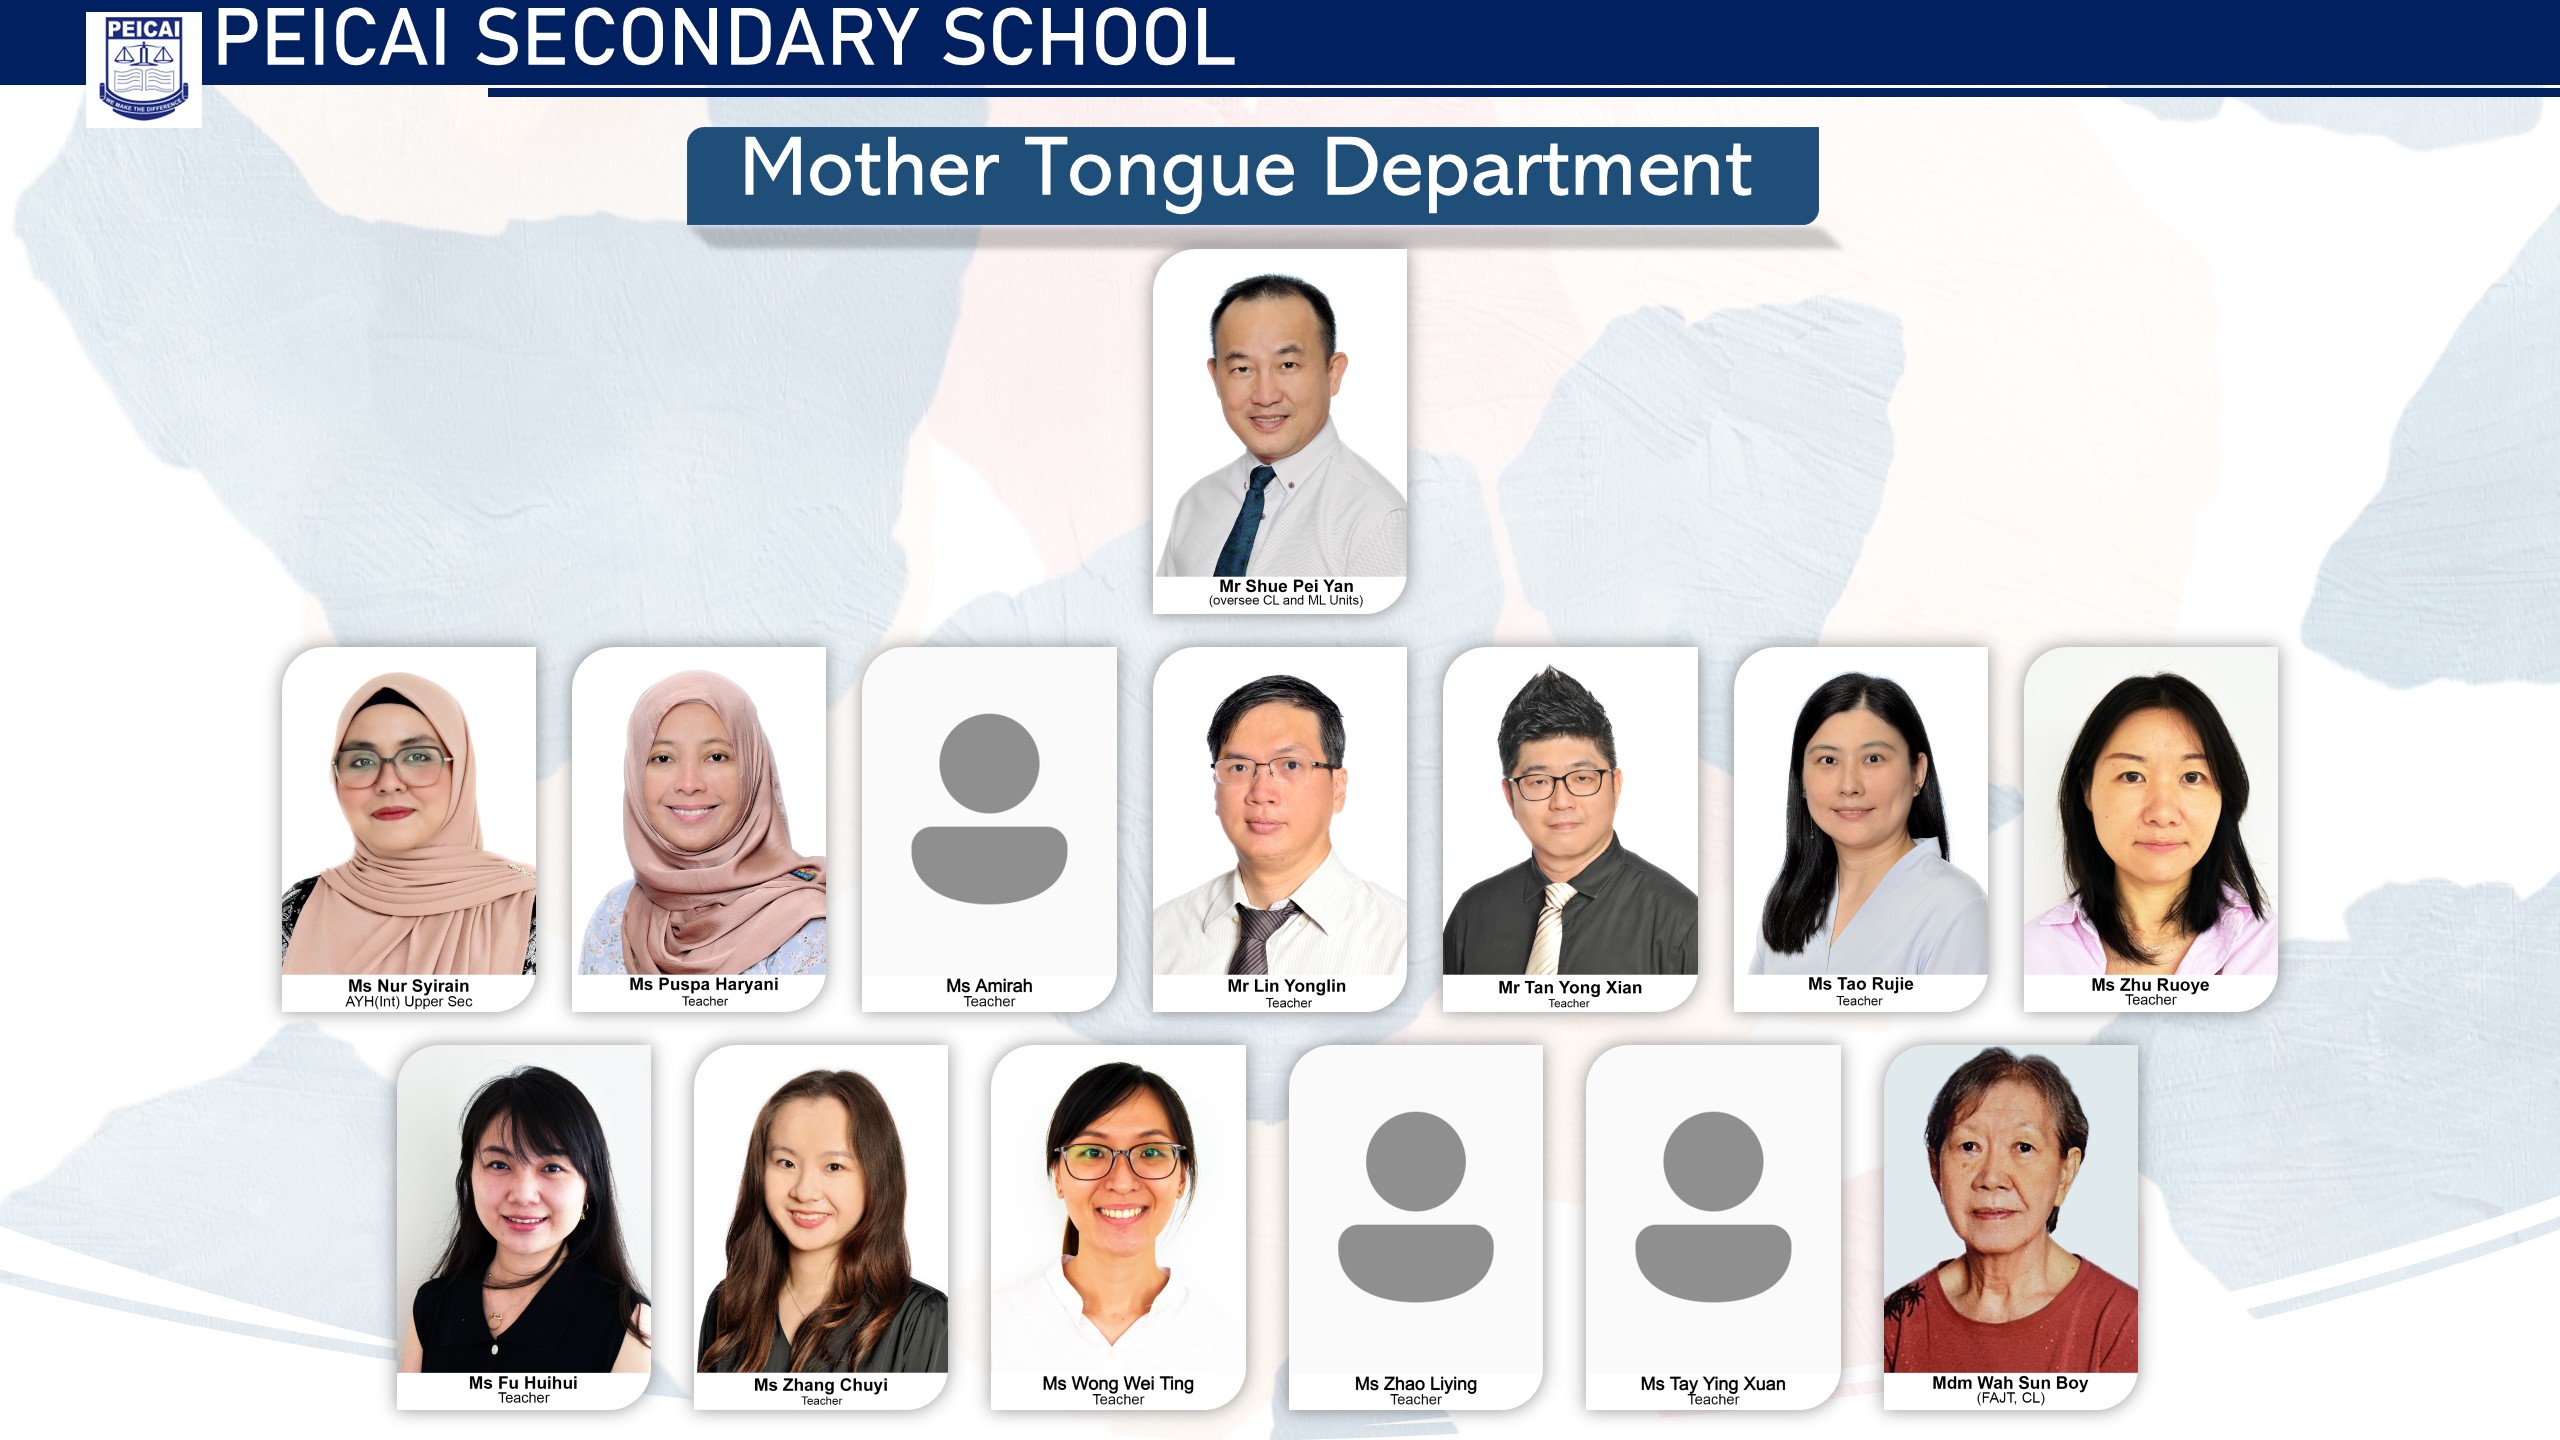 PEICAI
WE MAKE THE DIFFERENCE
PEICAI SECONDARY SCHOOL
Mother Tongue Department
Mr Shue Pei Yan
(oversee CL and ML Units)
Ms Nur Syirain
AYH(Int) Upper Sec
Ms Puspa Haryani
Teacher
Ms Amirah
Teacher
Mr Lin Yonglin
Teacher
Mr Tan Yong Xian
Teacher
Ms Tao Rujie
Teacher
Ms Zhu Ruoye
Teacher
Ms Fu Huihui
Teacher
Ms Zhang Chuyi
Teacher
Ms Wong Wei Ting
Teacher
Ms Zhao Liying
Teacher
Ms Tay Ying Xuan
Teacher
Mdm Wah Sun Boy
(FAJT, CL)